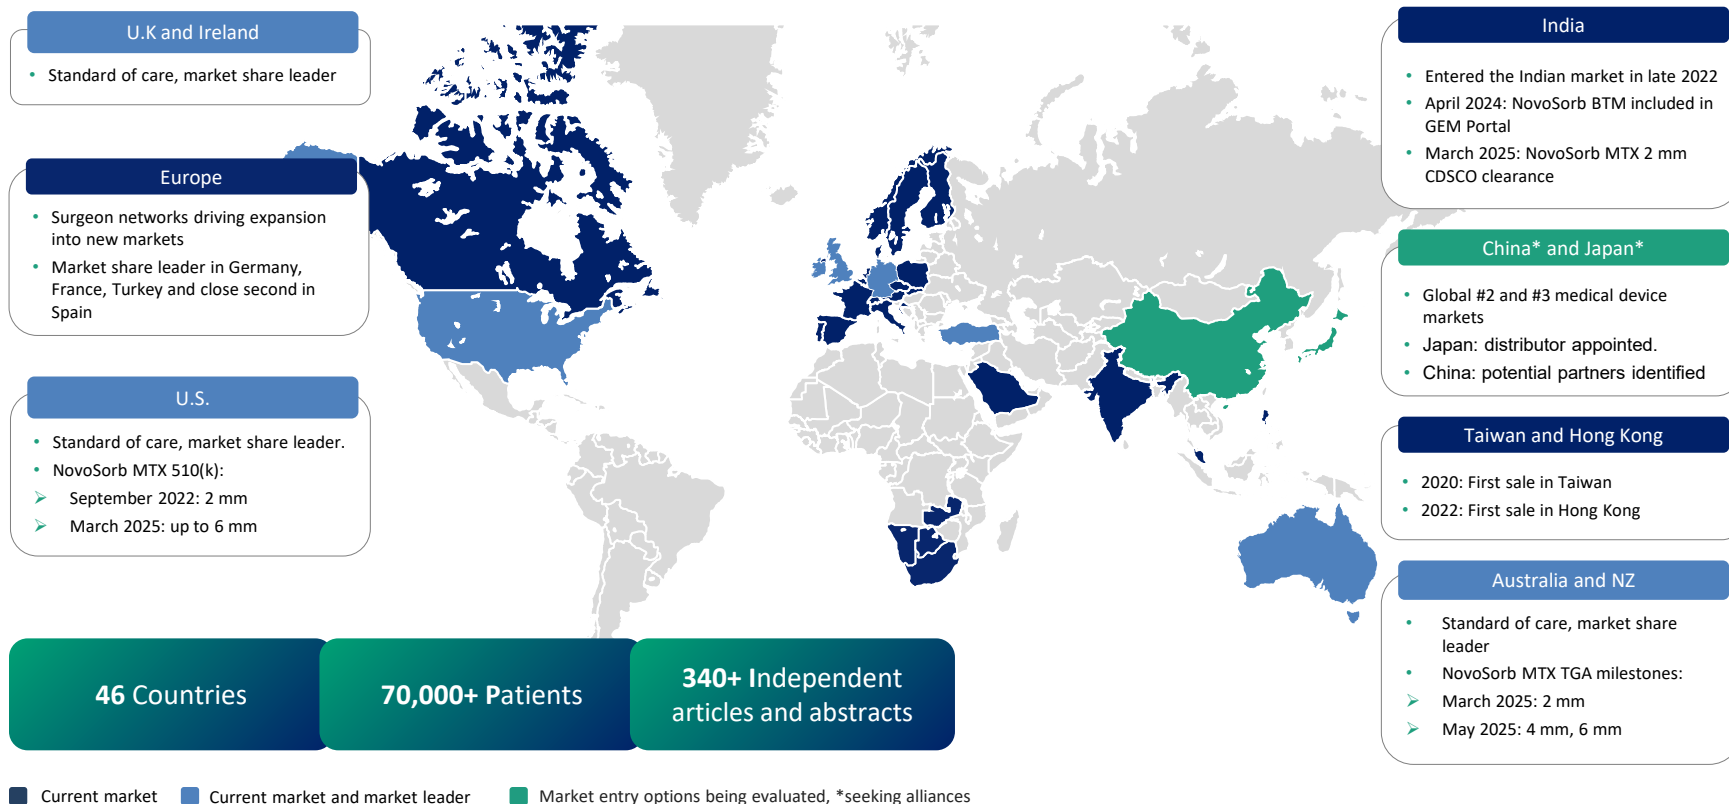 U.K and Ireland
• Standard of care, market share leader
Europe
• Surgeon networks driving expansion
into new markets
• Market share leader in Germany,
France, Turkey and close second in
Spain
U.S.
• Standard of care, market share leader.
• NovoSorb MTX 510(k):
➢ September 2022: 2 mm
➢ March 2025: up to 6 mm
India
• Entered the Indian market in late 2022
• April 2024: NovoSorb BTM included in
GEM Portal
• March 2025: NovoSorb MTX 2 mm
CDSCO clearance
China* and Japan*
• Global #2 and #3 medical device
markets
• Japan: distributor appointed.
• China: potential partners identified
Taiwan and Hong Kong
• 2020: First sale in Taiwan
• 2022: First sale in Hong Kong
Australia and NZ
• Standard of care, market share
leader
• NovoSorb MTX TGA milestones:
➢ March 2025: 2 mm
➢ May 2025: 4 mm, 6 mm
46 Countries
70,000+ Patients
340+ Independent
articles and abstracts
Current market
Current market and market leader
Market entry options being evaluated, *seeking alliances